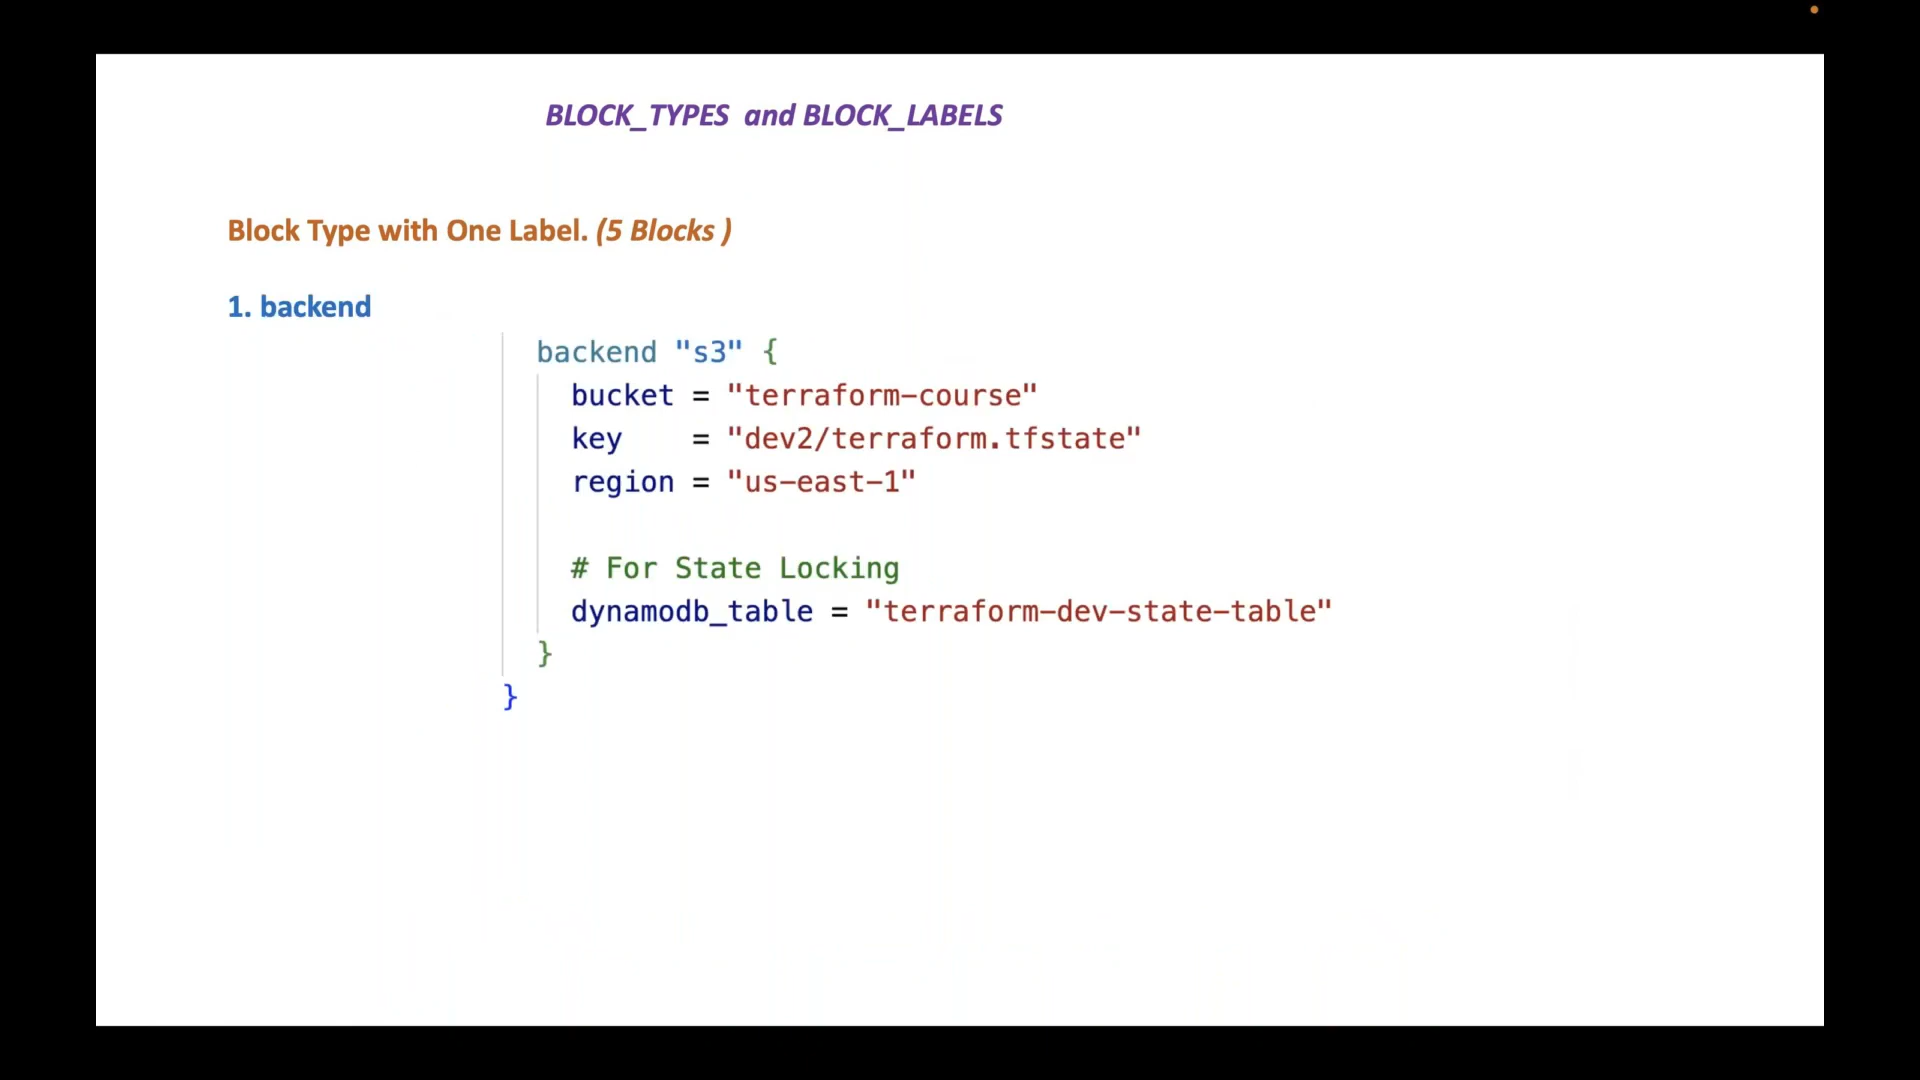 BLOCK_TYPES and BLOCK_LABELS
Block Type with One Label. (5 Blocks )
1. backend
backend "s3" {
bucket = "terraform-course"
key    = "dev2/terraform.tfstate"
region = "us-east-1"
# For State Locking
dynamodb_table = "terraform-dev-state-table"
}
}